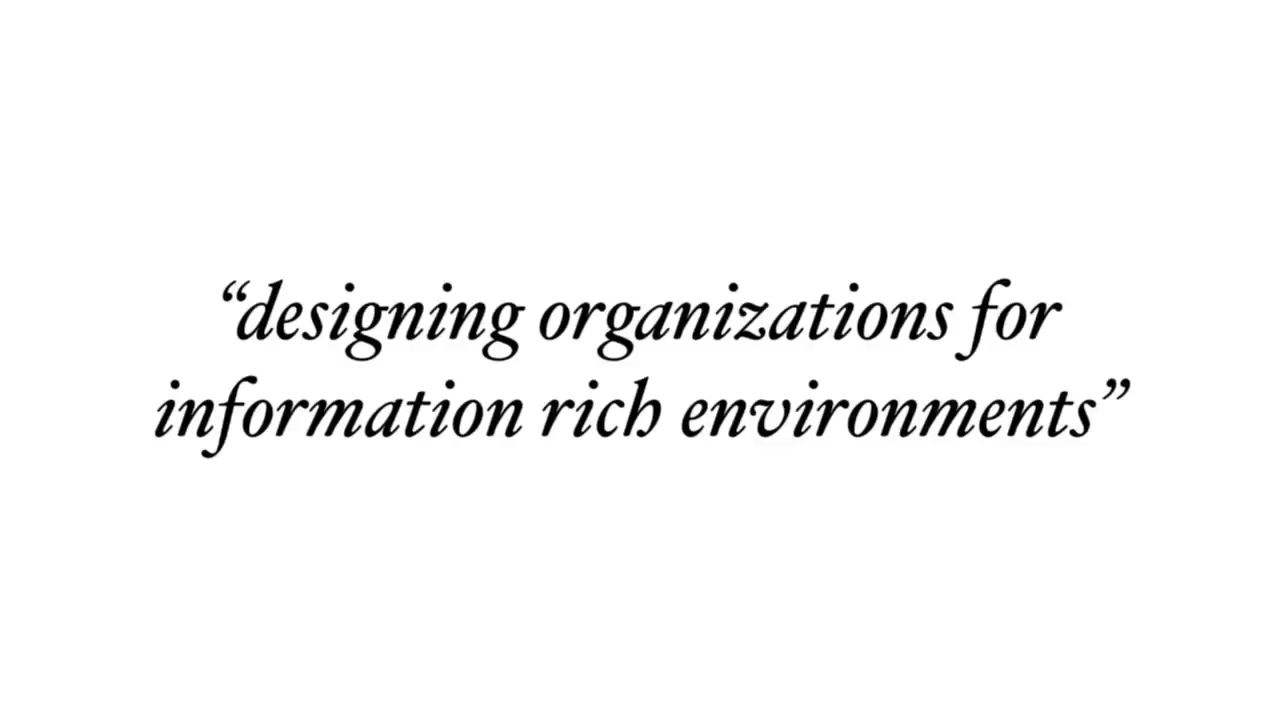 “designing organizations for
information rich environments”